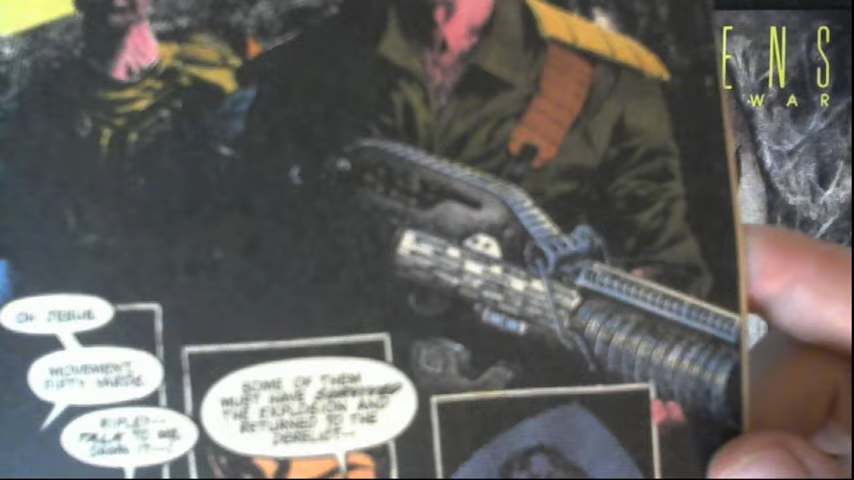 ENS
WAR
OH JESUS
MOVEMENT.
FIFTY YARDS.
RIPLEY--
TALK TO ME.
SOME OF THEM
MUST HAVE SURVIVED
THE EXPLOSION AND
RETURNED TO THE
DERELICT--